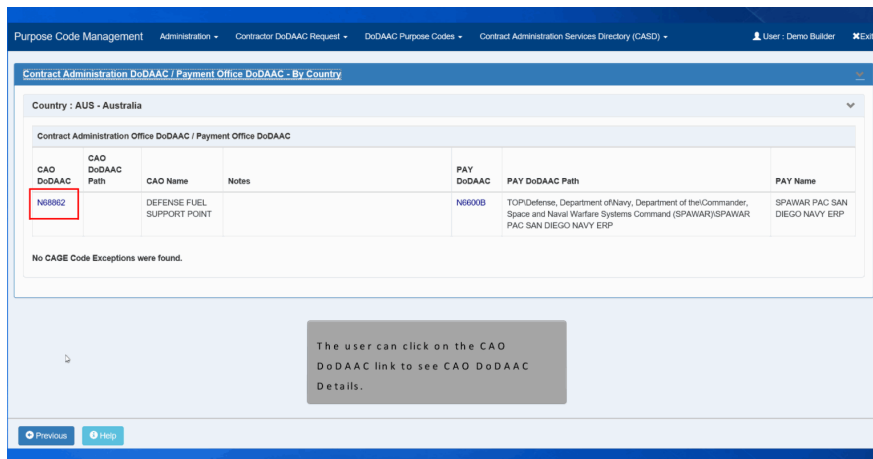 Purpose Code Management Administration Contractor DoDAAC Request DoDAAC Purpose Codes Contract Administration Services Directory (CASD) User : Demo Builder Exit
Contract Administration DoDAAC / Payment Office DoDAAC - By Country
Country : AUS - Australia
Contract Administration Office DoDAAC / Payment Office DoDAAC
CAO DoDAAC
CAO DoDAAC Path
CAO Name
Notes
PAY DoDAAC
PAY DoDAAC Path
PAY Name
N68862
DEFENSE FUEL
SUPPORT POINT
N6600B
TOP\Defense, Department of\Navy, Department of the\Commander,
Space and Naval Warfare Systems Command (SPAWAR)\SPAWAR
PAC SAN DIEGO NAVY ERP
SPAWAR PAC SAN
DIEGO NAVY ERP
No CAGE Code Exceptions were found.
The user can click on the CAO
DoDAAC link to see CAO DoDAAC
Details.
Previous Help